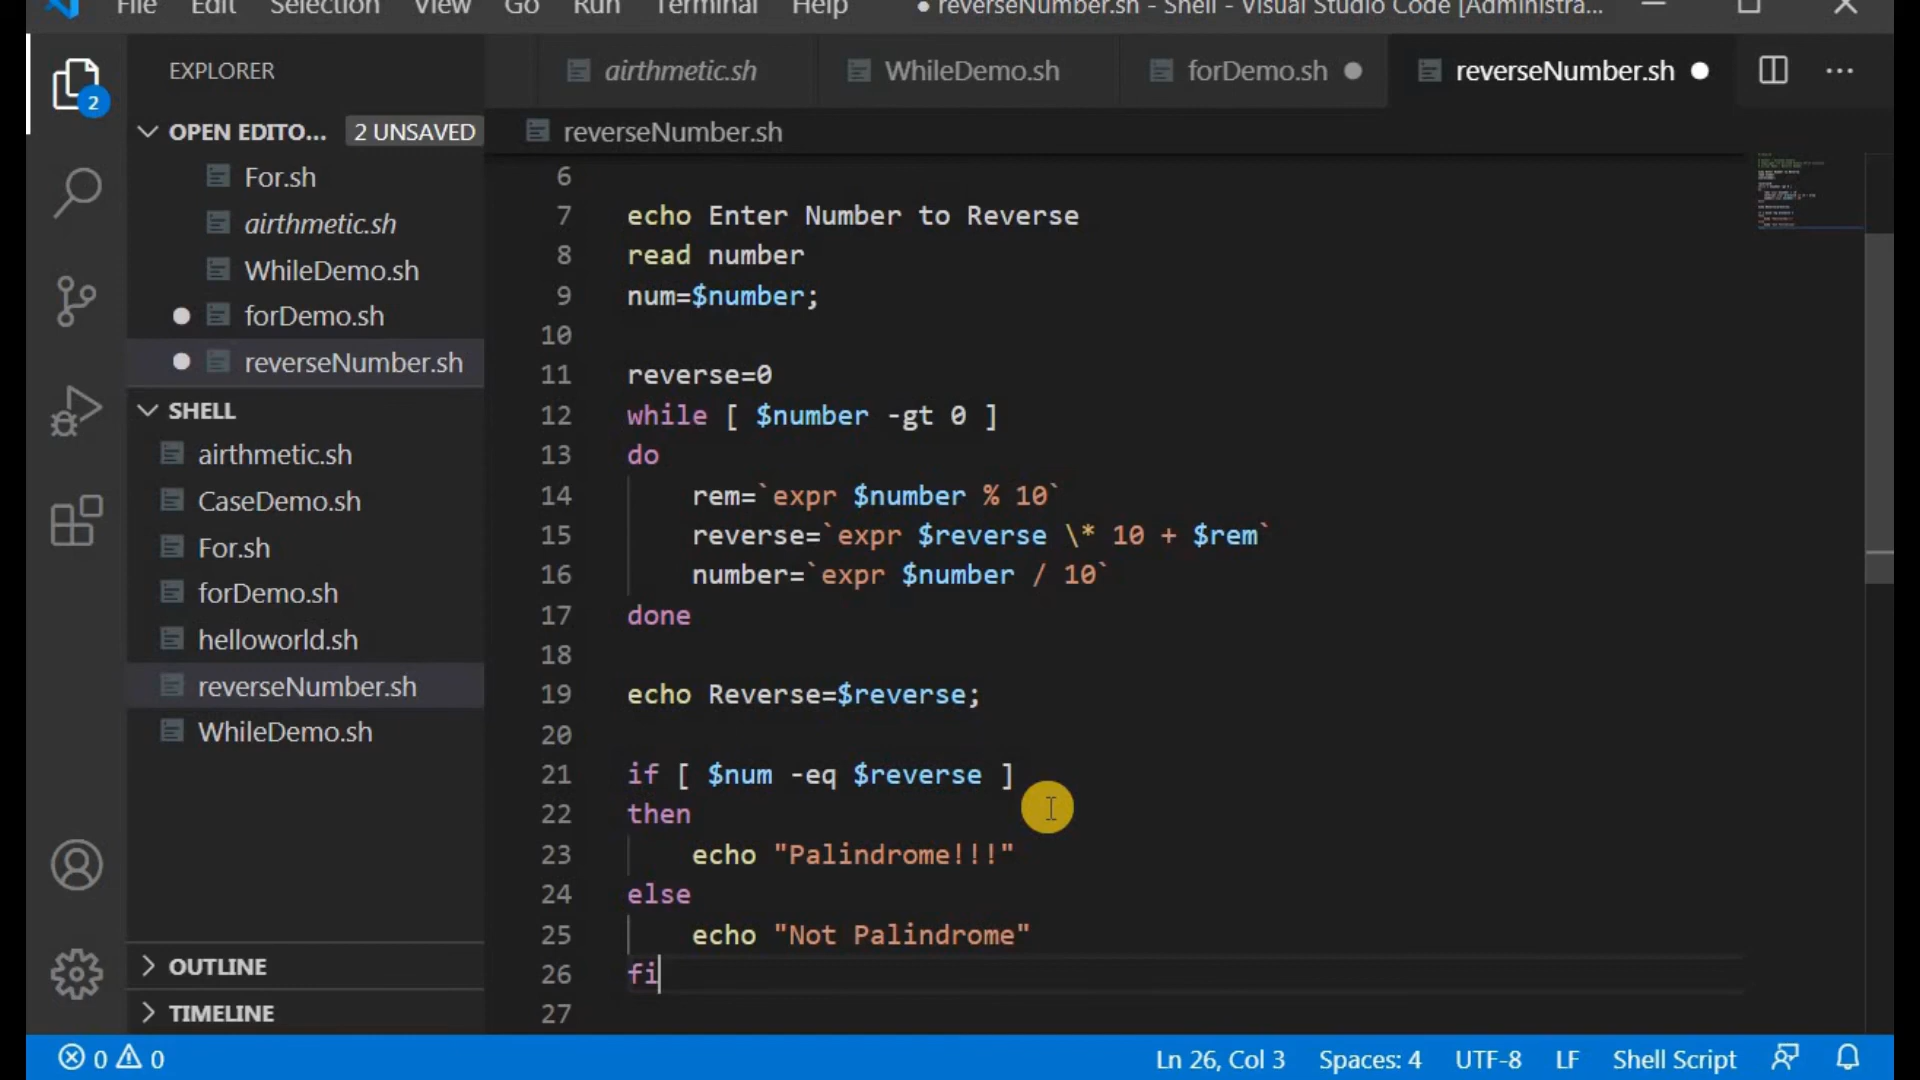 File Edit Selection View Go Run Terminal Help ● reverseNumber.sh - Shell - Visual Studio Code [Administra...
EXPLORER
airthmetic.sh WhileDemo.sh forDemo.sh reverseNumber.sh
2
OPEN EDITO... 2 UNSAVED
For.sh
airthmetic.sh
WhileDemo.sh
forDemo.sh
reverseNumber.sh
SHELL
airthmetic.sh
CaseDemo.sh
For.sh
forDemo.sh
helloworld.sh
reverseNumber.sh
WhileDemo.sh
OUTLINE
TIMELINE
reverseNumber.sh
6
7 echo Enter Number to Reverse
8 read number
9 num=$number;
10
11 reverse=0
12 while [ $number -gt 0 ]
13 do
14 rem=`expr $number % 10`
15 reverse=`expr $reverse \* 10 + $rem`
16 number=`expr $number / 10`
17 done
18
19 echo Reverse=$reverse;
20
21 if [ $num -eq $reverse ]
22 then
23 echo "Palindrome!!!"
24 else
25 echo "Not Palindrome"
26 fi
27
0 0 Ln 26, Col 3 Spaces: 4 UTF-8 LF Shell Script